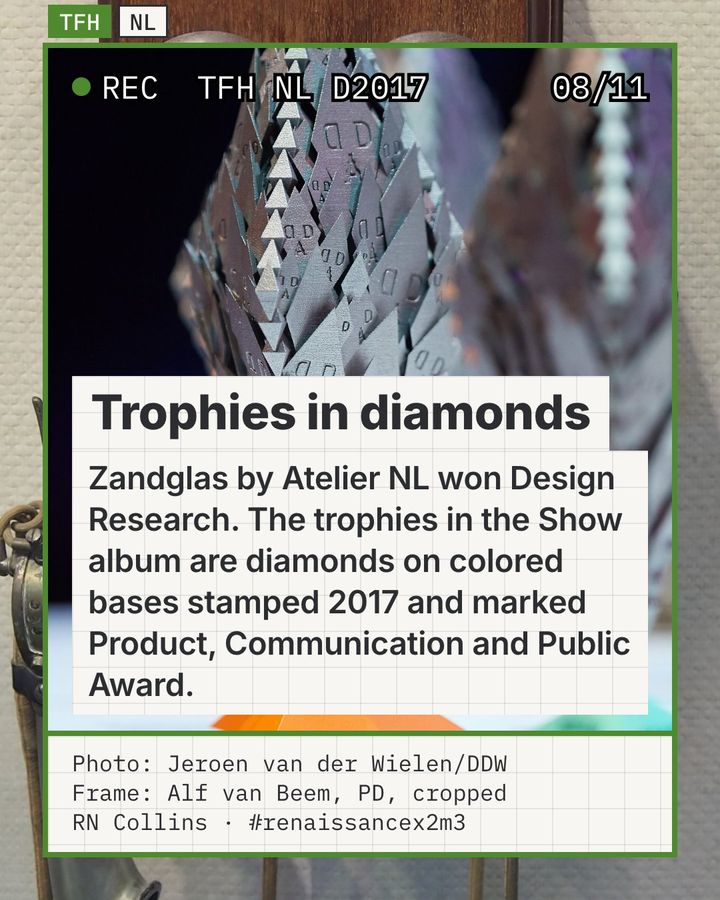 TFH NL
REC TFH NL D2017 08/11
D D
A
D D
A
D D
A
D D
A
D D
A
D D
A
Trophies in diamonds
Zandglas by Atelier NL won Design
Research. The trophies in the Show
album are diamonds on colored
bases stamped 2017 and marked
Product, Communication and Public
Award.
Photo: Jeroen van der Wielen/DDW
Frame: Alf van Beem, PD, cropped
RN Collins · #renaissancex2m3